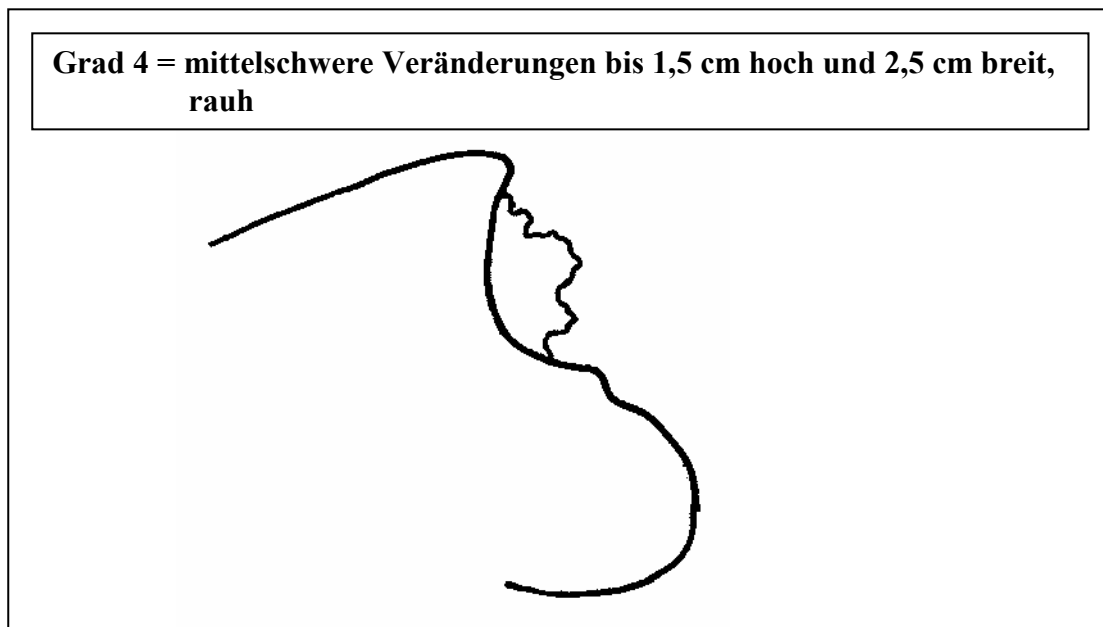 Grad 4 = mittelschwere Veränderungen bis 1,5 cm hoch und 2,5 cm breit,
rauh